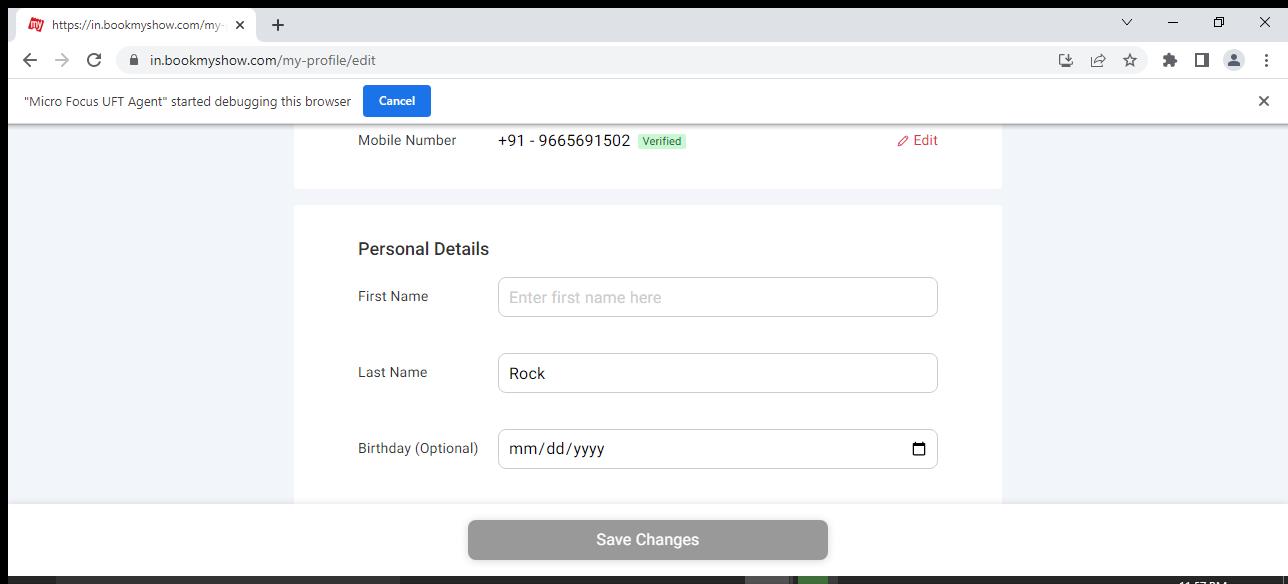 my https://in.bookmyshow.com/my-
in.bookmyshow.com/my-profile/edit
"Micro Focus UFT Agent" started debugging this browser Cancel
Mobile Number +91 - 9665691502 Verified Edit
Personal Details
First Name Enter first name here
Last Name Rock
Birthday (Optional) mm/dd/yyyy
Save Changes